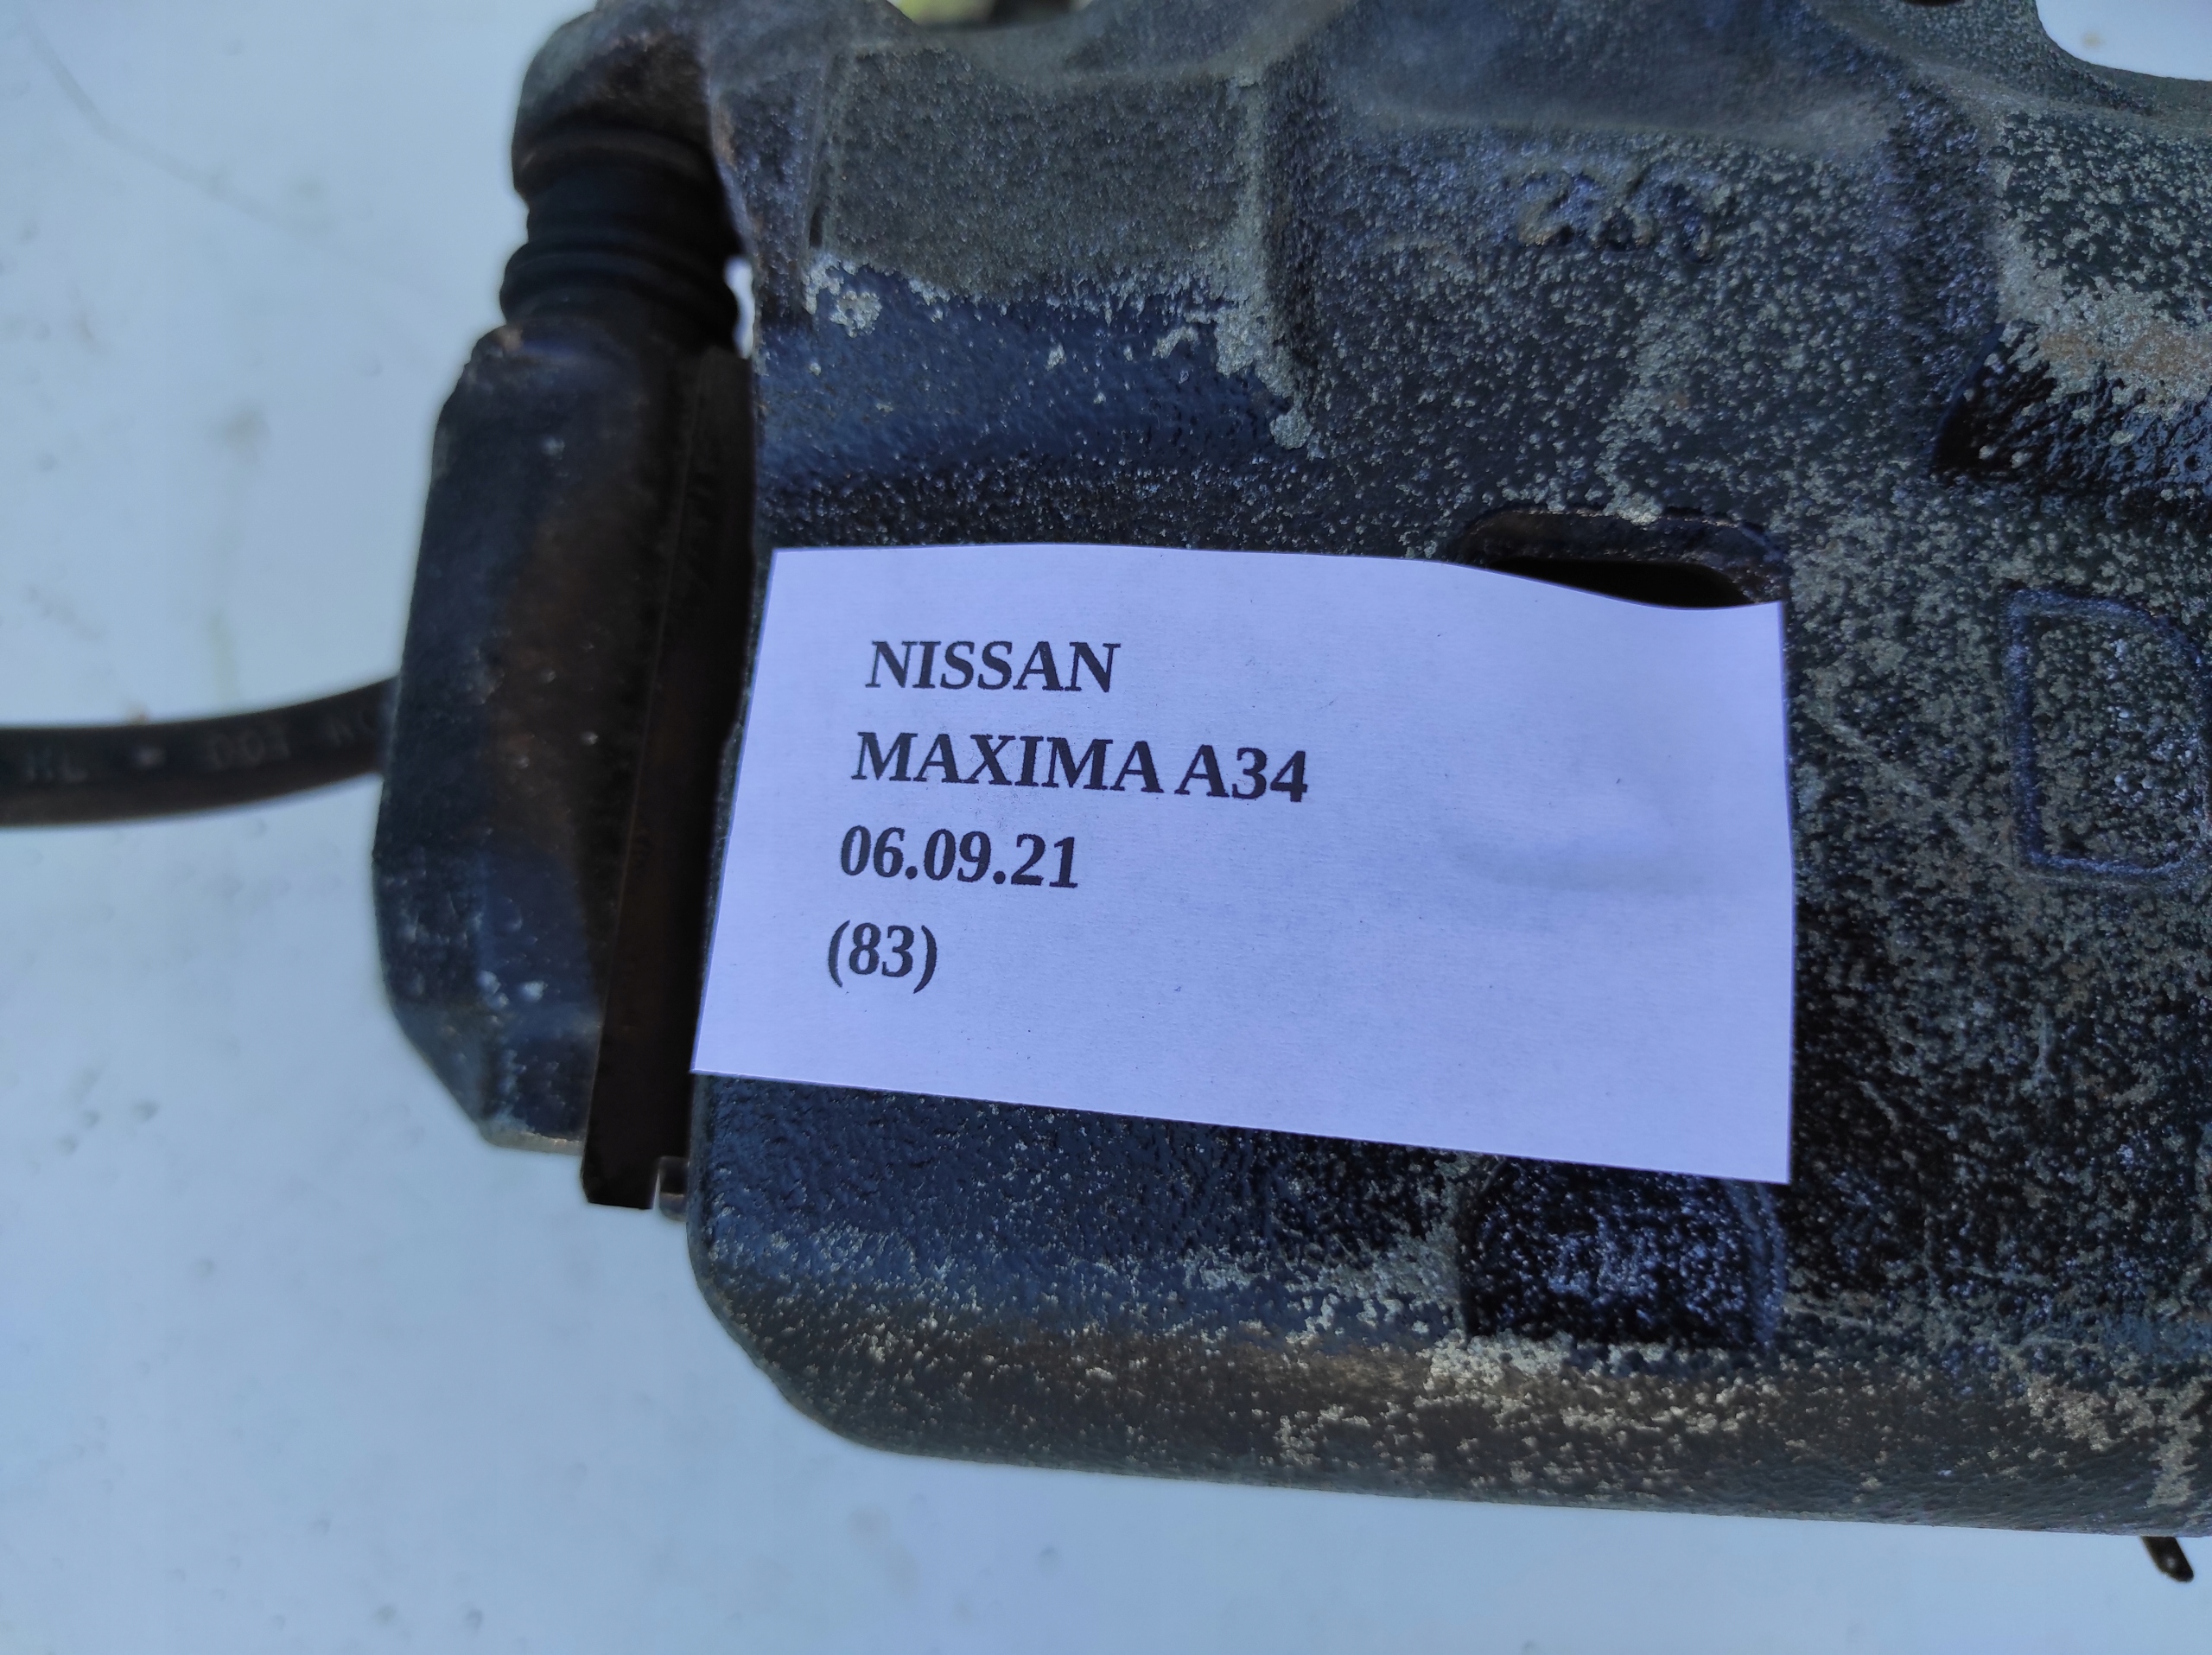 NISSAN
MAXIMA A34
06.09.21
(83)
D